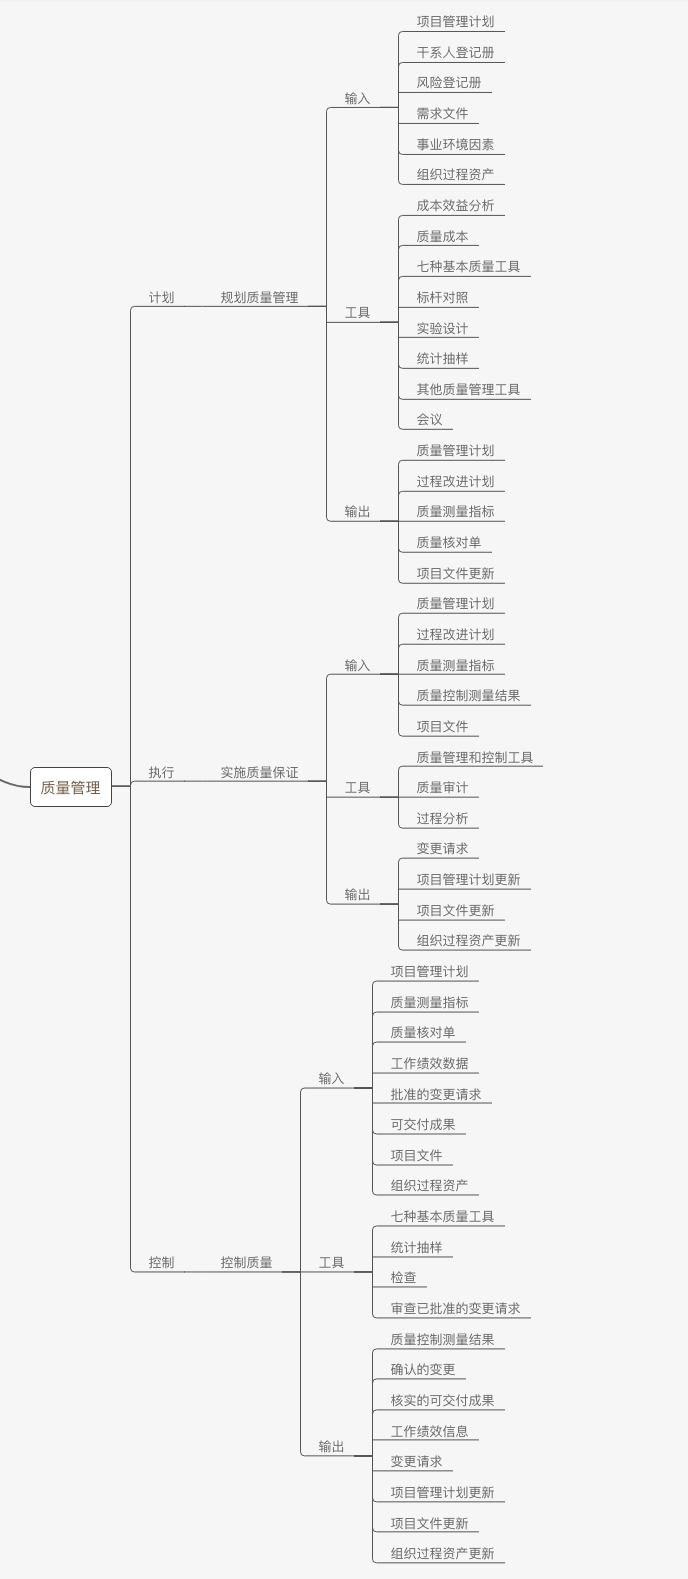 质量管理
计划
规划质量管理
输入
项目管理计划
干系人登记册
风险登记册
需求文件
事业环境因素
组织过程资产
工具
成本效益分析
质量成本
七种基本质量工具
标杆对照
实验设计
统计抽样
其他质量管理工具
会议
输出
质量管理计划
过程改进计划
质量测量指标
质量核对单
项目文件更新
执行
实施质量保证
输入
质量管理计划
过程改进计划
质量测量指标
质量控制测量结果
项目文件
工具
质量管理和控制工具
质量审计
过程分析
输出
变更请求
项目管理计划更新
项目文件更新
组织过程资产更新
控制
控制质量
输入
项目管理计划
质量测量指标
质量核对单
工作绩效数据
批准的变更请求
可交付成果
项目文件
组织过程资产
工具
七种基本质量工具
统计抽样
检查
审查已批准的变更请求
输出
质量控制测量结果
确认的变更
核实的可交付成果
工作绩效信息
变更请求
项目管理计划更新
项目文件更新
组织过程资产更新